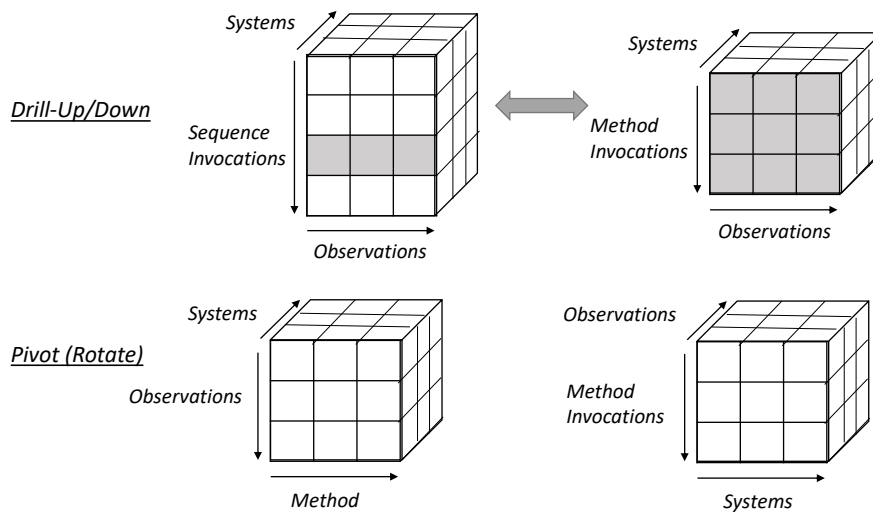 Systems
Systems
Drill-Up/Down
Sequence
Invocations
Method
Invocations
Observations
Observations
Systems
Observations
Pivot (Rotate)
Observations
Method
Invocations
Method
Systems